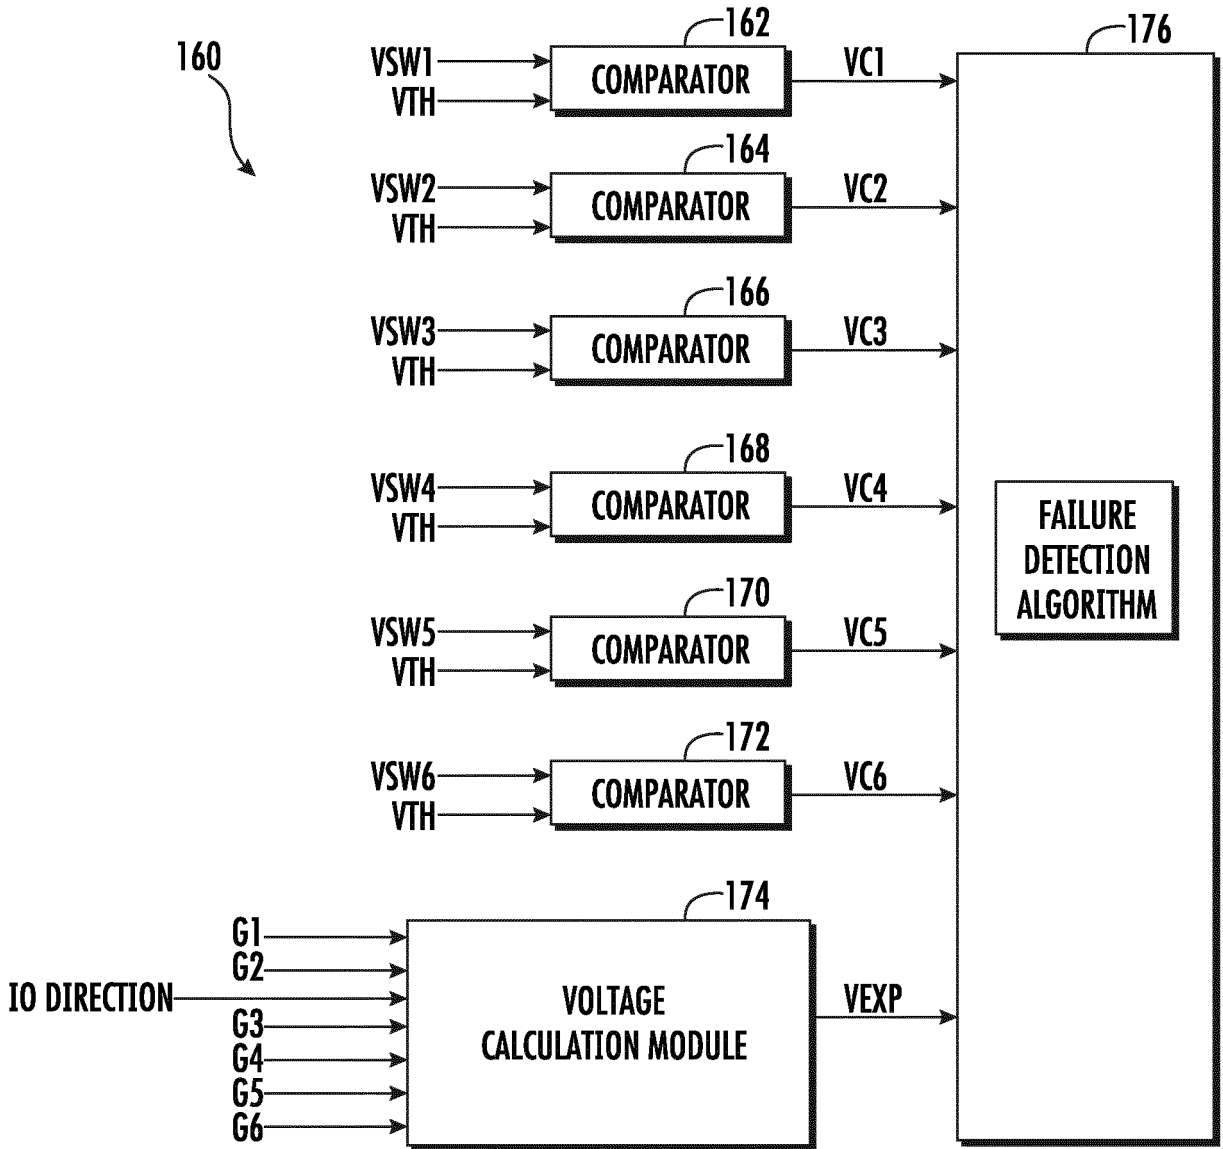 160
162
VSW1
VTH
COMPARATOR
VC1
176
164
VSW2
VTH
COMPARATOR
VC2
166
VSW3
VTH
COMPARATOR
VC3
168
VSW4
VTH
COMPARATOR
VC4
FAILURE
DETECTION
ALGORITHM
170
VSW5
VTH
COMPARATOR
VC5
172
VSW6
VTH
COMPARATOR
VC6
174
G1
G2
IO DIRECTION
G3
G4
G5
G6
VOLTAGE
CALCULATION MODULE
VEXP